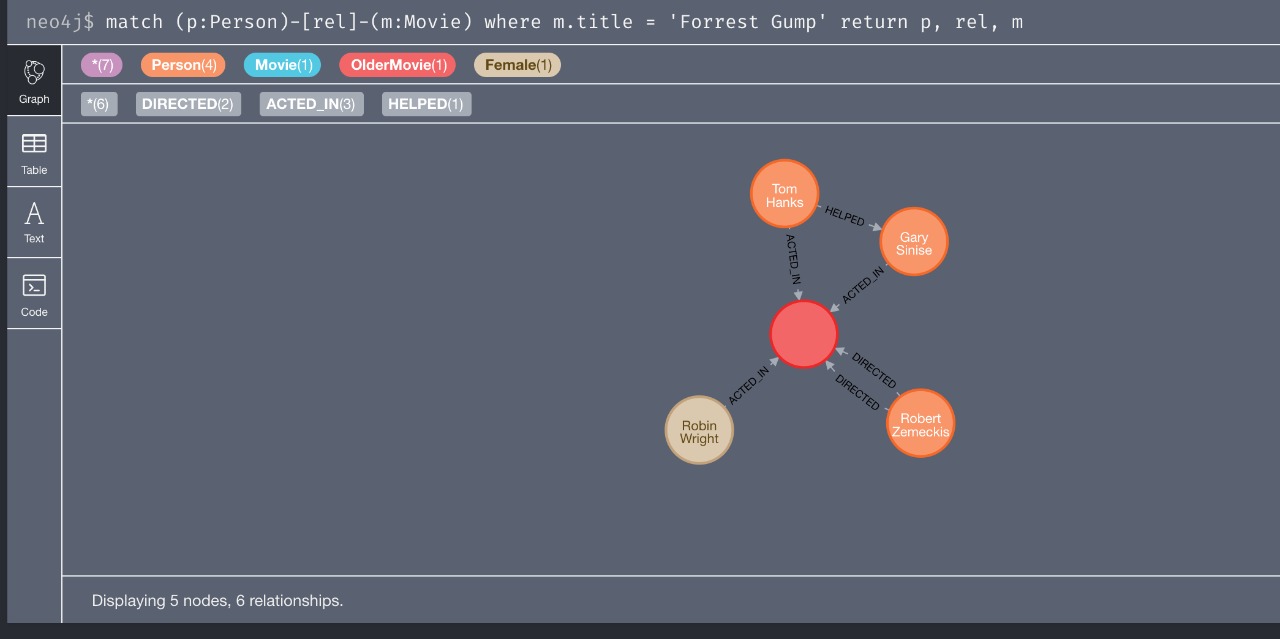 neo4j$ match (p:Person)-[rel]-(m:Movie) where m.title = 'Forrest Gump' return p, rel, m
*(7) Person(4) Movie(1) OlderMovie(1) Female(1)
*(6) DIRECTED(2) ACTED_IN(3) HELPED(1)
Graph
Table
Text
Code
Tom
Hanks
HELPED
Gary
Sinise
ACTED_IN
ACTED_IN
DIRECTED
DIRECTED
ACTED_IN
Robin
Wright
Robert
Zemeckis
Displaying 5 nodes, 6 relationships.